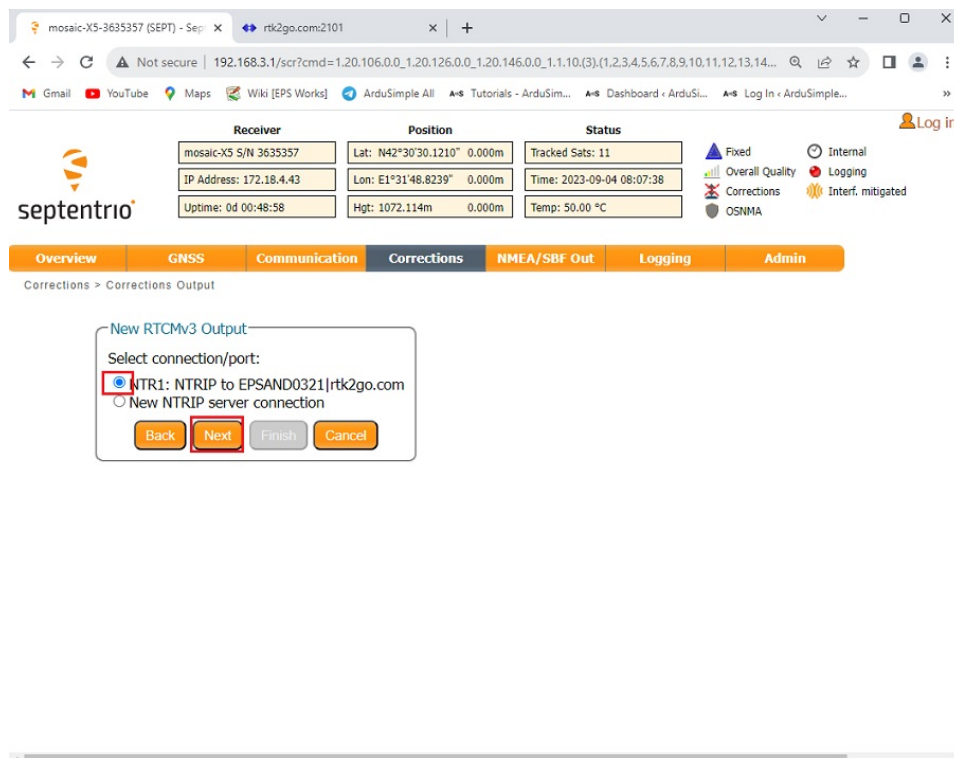 mosaic-X5-3635357 (SEPT) - Sep
rtk2go.com:2101
Not secure | 192.168.3.1/scr?cmd=1.20.106.0.0_1.20.126.0.0_1.20.146.0.0_1.1.10.(3).(1,2,3,4,5,6,7,8,9,10,11,12,13,14...
Gmail YouTube Maps Wiki [EPS Works] ArduSimple All Tutorials - ArduSim... Dashboard ‹ ArduSi... Log In ‹ ArduSimple... »
Log in
Receiver Position Status
mosaic-X5 S/N 3635357 Lat: N42°30'30.1210" 0.000m Tracked Sats: 11 Fixed Internal
IP Address: 172.18.4.43 Lon: E1°31'48.8239" 0.000m Time: 2023-09-04 08:07:38 Overall Quality Logging
Corrections Interf. mitigated
septentrio Uptime: 0d 00:48:58 Hgt: 1072.114m 0.000m Temp: 50.00 °C OSNMA
Overview GNSS Communication Corrections NMEA/SBF Out Logging Admin
Corrections > Corrections Output
New RTCMv3 Output
Select connection/port:
NTR1: NTRIP to EPSAND0321|rtk2go.com
New NTRIP server connection
Back Next Finish Cancel